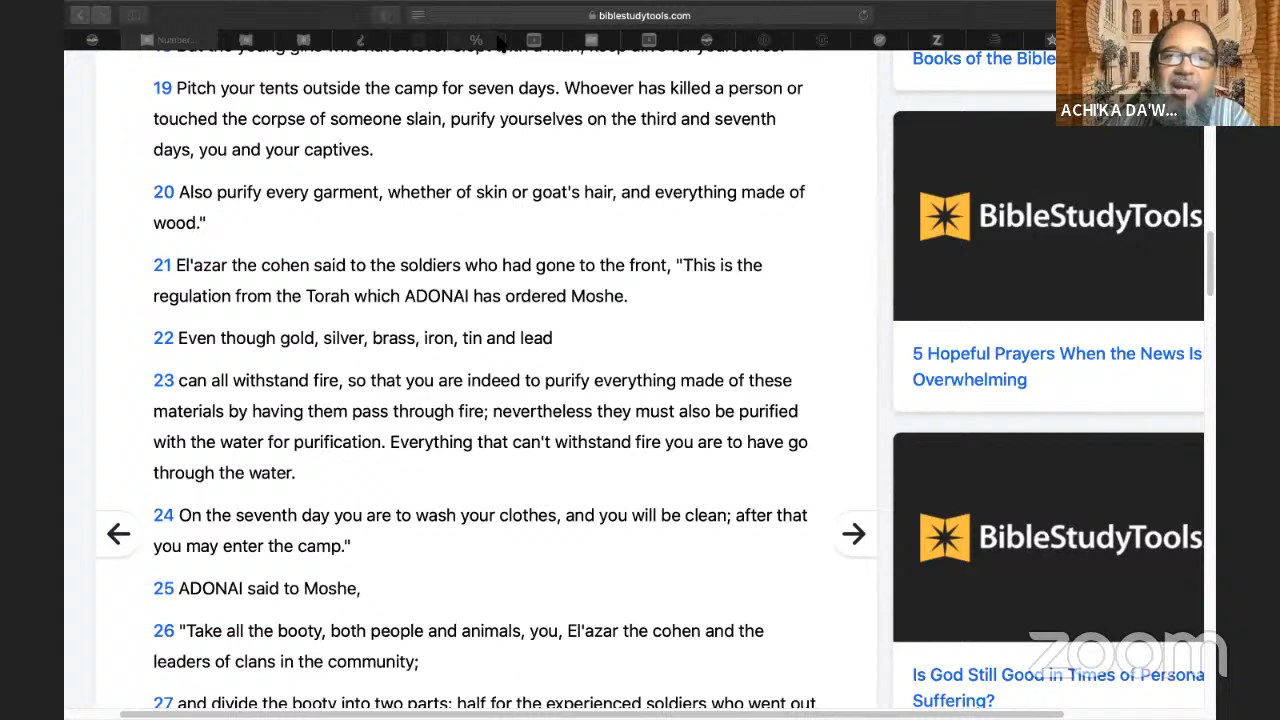 biblestudytools.com
Number...
19 Pitch your tents outside the camp for seven days. Whoever has killed a person or
touched the corpse of someone slain, purify yourselves on the third and seventh
days, you and your captives.
20 Also purify every garment, whether of skin or goat's hair, and everything made of
wood."
21 El'azar the cohen said to the soldiers who had gone to the front, "This is the
regulation from the Torah which ADONAI has ordered Moshe.
22 Even though gold, silver, brass, iron, tin and lead
23 can all withstand fire, so that you are indeed to purify everything made of these
materials by having them pass through fire; nevertheless they must also be purified
with the water for purification. Everything that can't withstand fire you are to have go
through the water.
24 On the seventh day you are to wash your clothes, and you will be clean; after that
you may enter the camp."
25 ADONAI said to Moshe,
26 "Take all the booty, both people and animals, you, El'azar the cohen and the
leaders of clans in the community;
27 and divide the booty into two parts; half for the experienced soldiers who went out
Books of the Bible
BibleStudyTools
5 Hopeful Prayers When the News Is
Overwhelming
BibleStudyTools
Is God Still Good in Times of Persona
Suffering?
ACHI'KA DA'W...
zoom